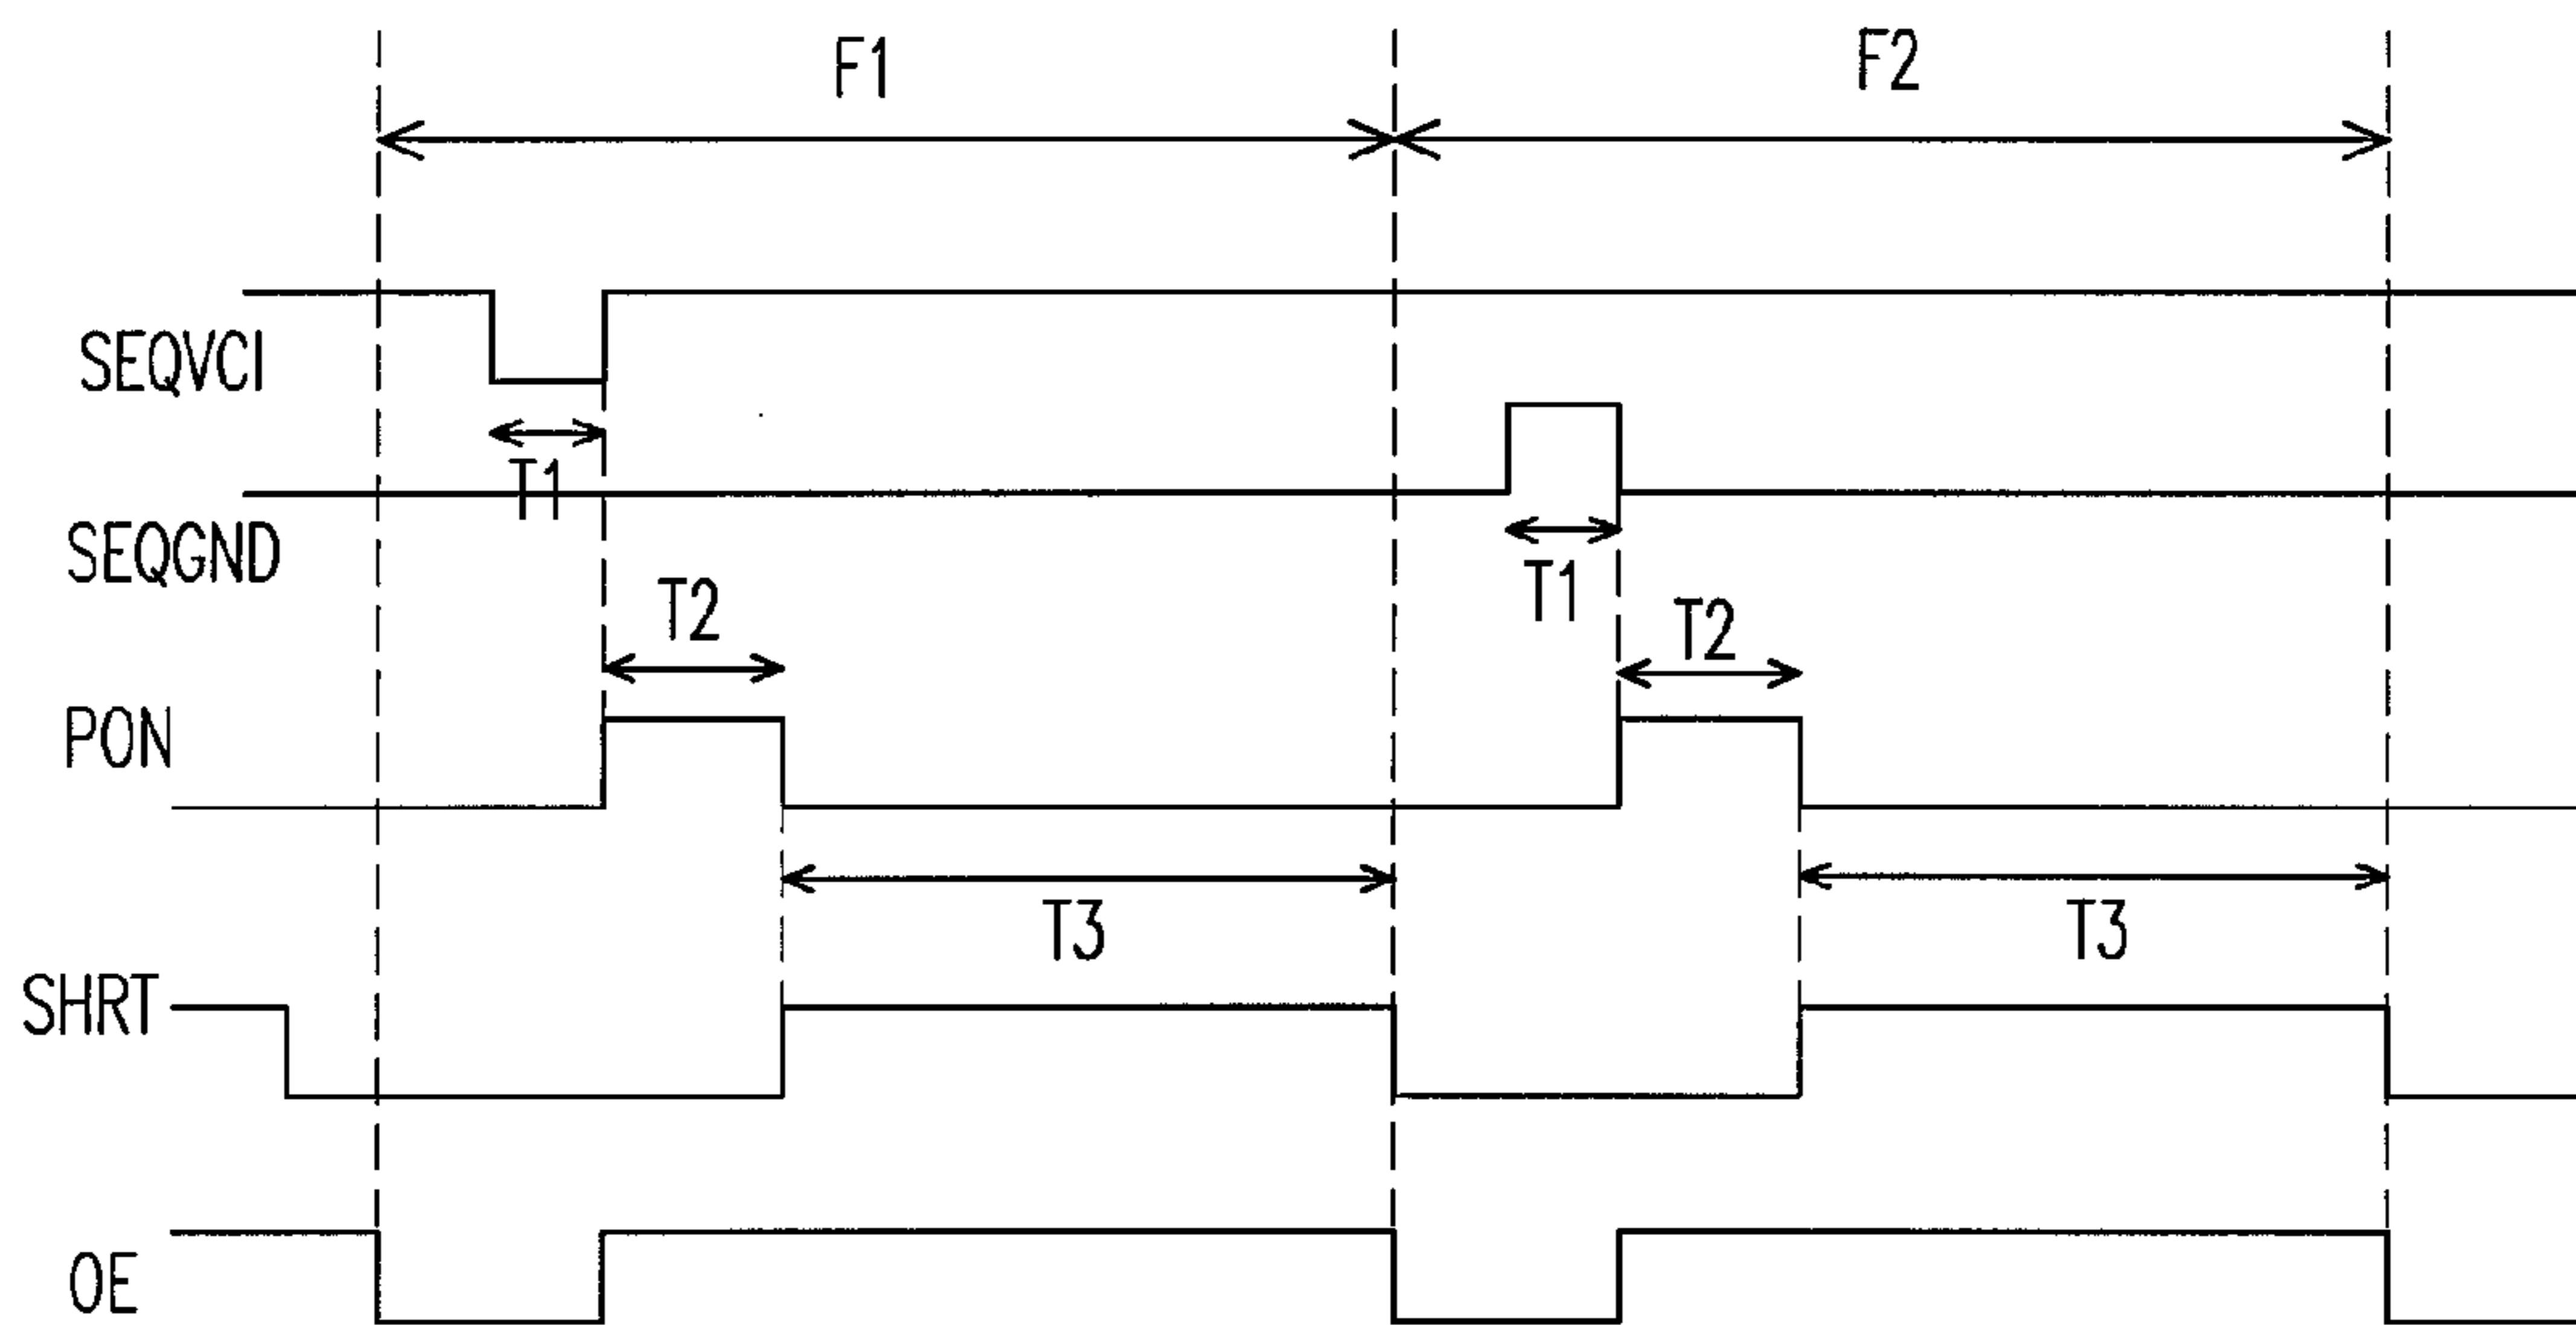 F1
F2
SEQVCI
T1
SEQGND
T1
T2
T2
PON
T3
T3
SHRT
OE